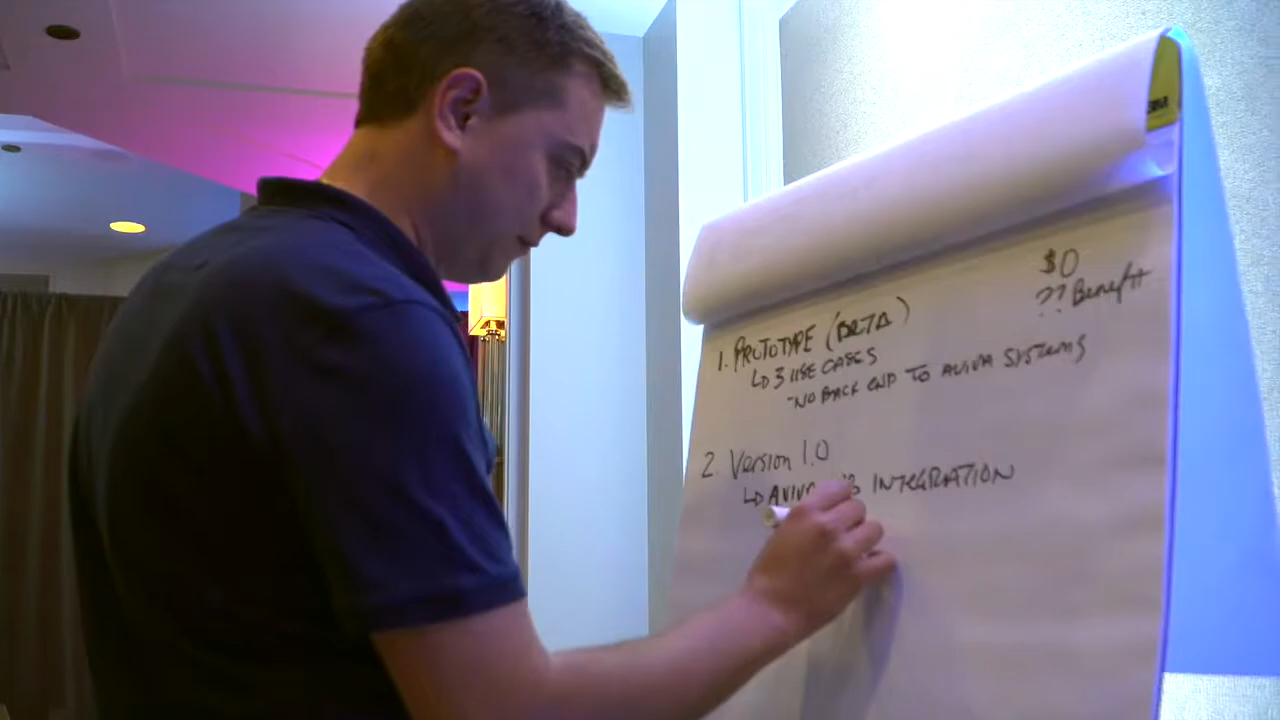 $0
?? Benefit
1. PROTOTYPE (BETA)
↳ 3 USE CASES
-NO BACK END TO AVIVA SYSTEMS
2. Version 1.0
↳ AVIVA INTEGRATION